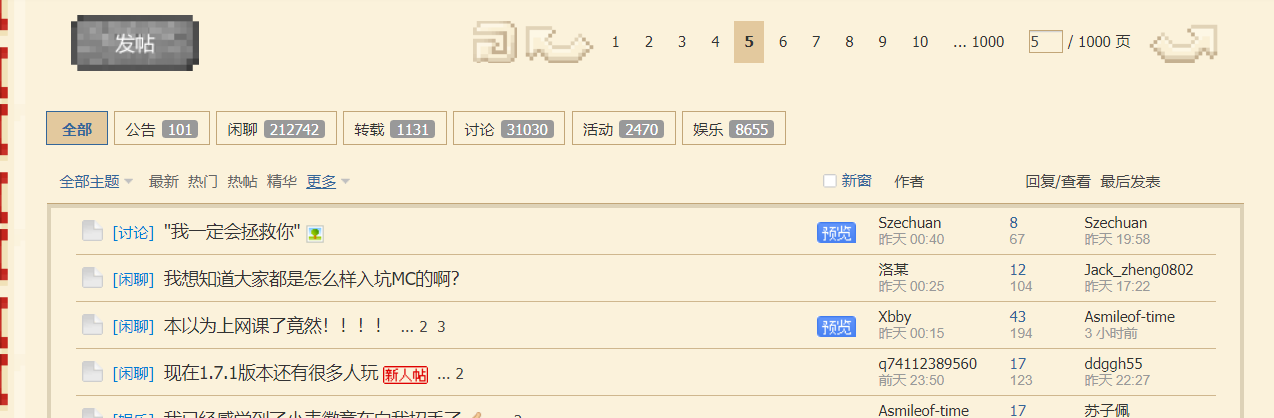 发帖
1 2 3 4 5 6 7 8 9 10 ... 1000 5 / 1000 页
全部 公告 101 闲聊 212742 转载 1131 讨论 31030 活动 2470 娱乐 8655
全部主题 最新 热门 热帖 精华 更多 新窗 作者 回复/查看 最后发表
[讨论] "我一定会拯救你" 预览 Szechuan 8 Szechuan
昨天 00:40 67 昨天 19:58
[闲聊] 我想知道大家都是怎么样入坑MC的啊? 洛某 12 Jack_zheng0802
昨天 00:25 104 昨天 17:22
[闲聊] 本以为上网课了竟然！！！！ ... 2 3 预览 Xbby 43 Asmileof-time
昨天 00:15 194 3 小时前
[闲聊] 现在1.7.1版本还有很多人玩 新人帖 ... 2 q74112389560 17 ddggh55
前天 23:50 123 昨天 22:27
Asmileof-time 17 苏子佩